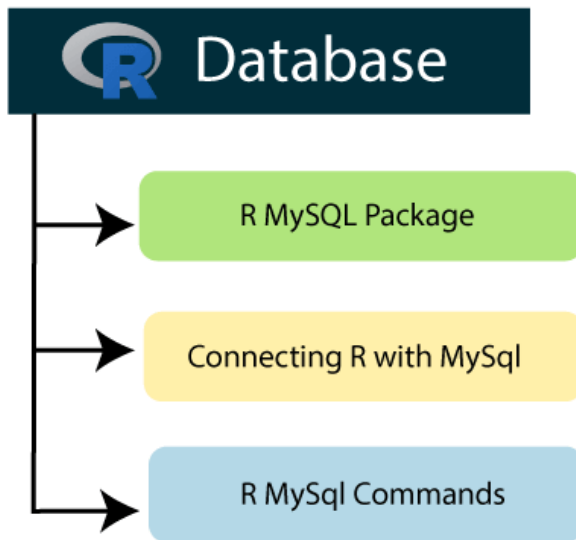 R Database
R MySQL Package
Connecting R with MySql
R MySql Commands